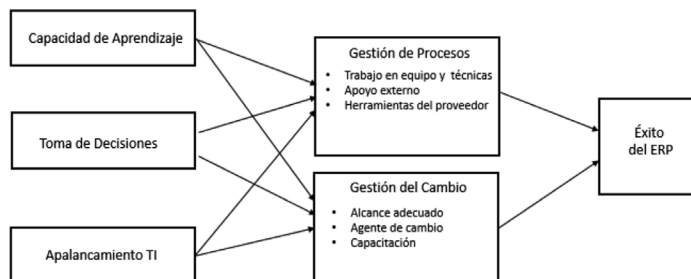 Capacidad de Aprendizaje
Toma de Decisiones
Apalancamiento TI
Gestión de Procesos
• Trabajo en equipo y técnicas
• Apoyo externo
• Herramientas del proveedor
Gestión del Cambio
• Alcance adecuado
• Agente de cambio
• Capacitación
Éxito
del ERP